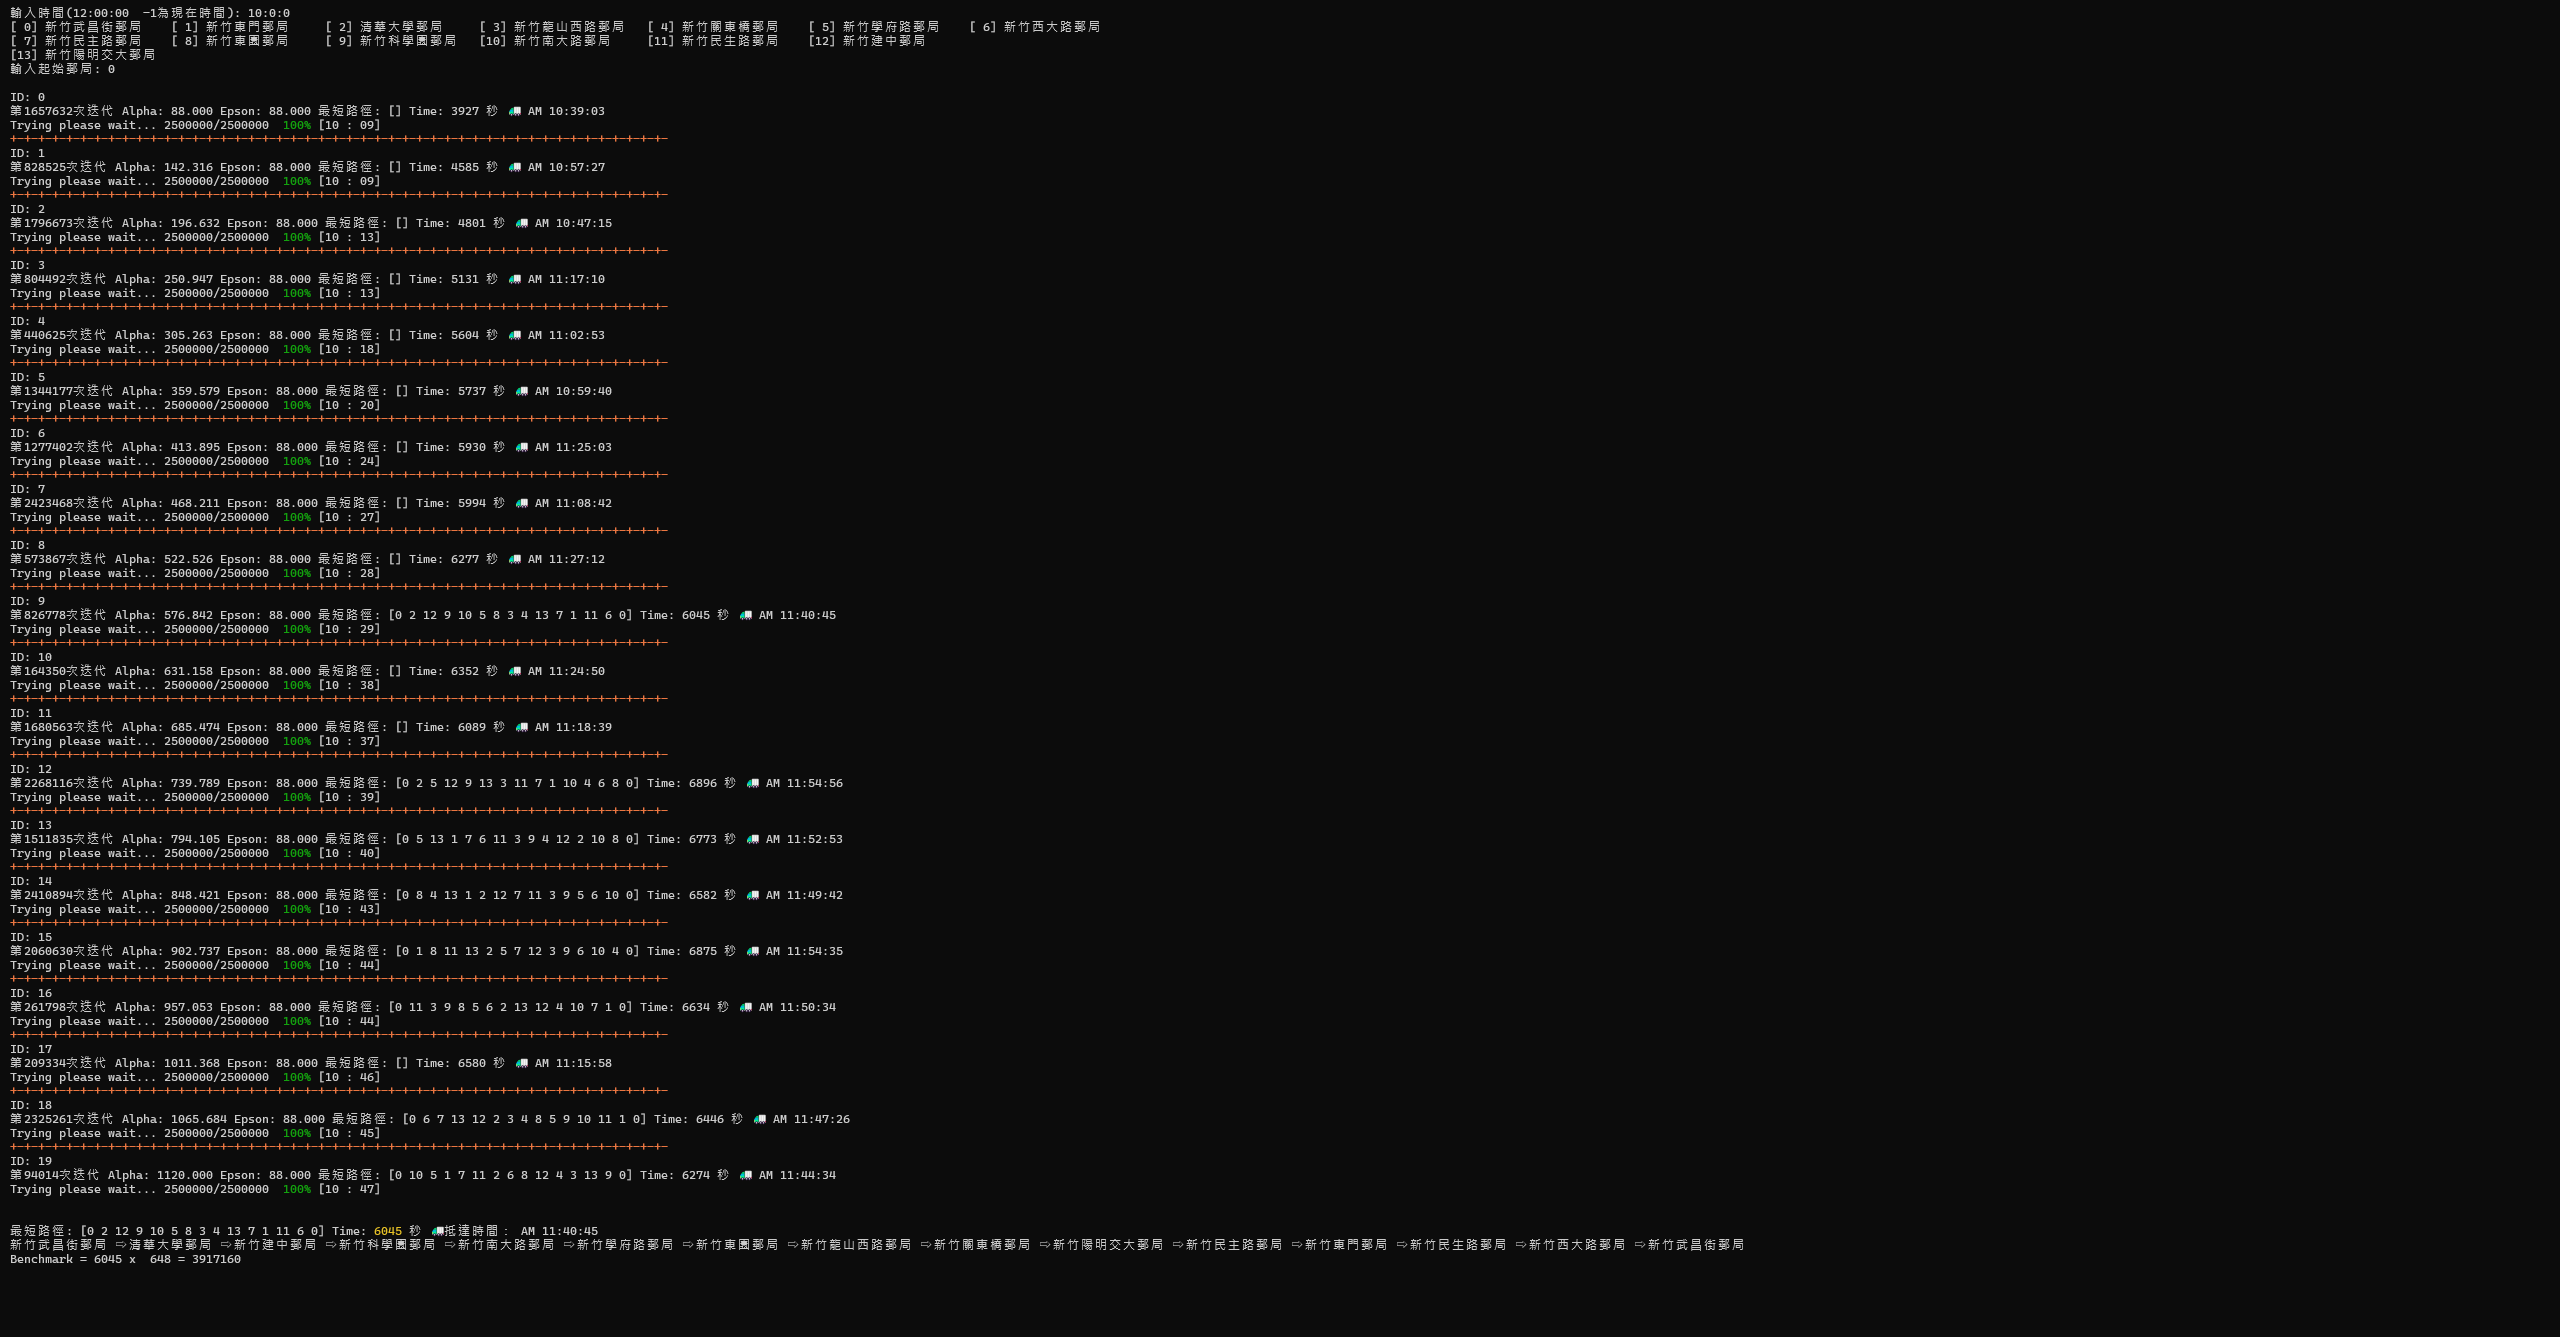 輸入時間(12:00:00  -1為現在時間): 10:0:0
[ 0] 新竹武昌街郵局    [ 1] 新竹東門郵局     [ 2] 清華大學郵局     [ 3] 新竹龍山西路郵局   [ 4] 新竹關東橋郵局    [ 5] 新竹學府路郵局    [ 6] 新竹西大路郵局
[ 7] 新竹民主路郵局    [ 8] 新竹東園郵局     [ 9] 新竹科學園郵局   [10] 新竹南大路郵局     [11] 新竹民生路郵局    [12] 新竹建中郵局
[13] 新竹陽明交大郵局
輸入起始郵局: 0
ID: 0
第1657632次迭代 Alpha: 88.000 Epson: 88.000 最短路徑: [] Time: 3927 秒 🚛 AM 10:39:03
Trying please wait... 2500000/2500000  100% [10 : 09]
+-+-+-+-+-+-+-+-+-+-+-+-+-+-+-+-+-+-+-+-+-+-+-+-+-+-+-+-+-+-+-+-+-+-+-+-+-+-+-+-+-+-+-+-+-+-+-
ID: 1
第828525次迭代 Alpha: 142.316 Epson: 88.000 最短路徑: [] Time: 4585 秒 🚛 AM 10:57:27
Trying please wait... 2500000/2500000  100% [10 : 09]
+-+-+-+-+-+-+-+-+-+-+-+-+-+-+-+-+-+-+-+-+-+-+-+-+-+-+-+-+-+-+-+-+-+-+-+-+-+-+-+-+-+-+-+-+-+-+-
ID: 2
第1796673次迭代 Alpha: 196.632 Epson: 88.000 最短路徑: [] Time: 4801 秒 🚛 AM 10:47:15
Trying please wait... 2500000/2500000  100% [10 : 13]
+-+-+-+-+-+-+-+-+-+-+-+-+-+-+-+-+-+-+-+-+-+-+-+-+-+-+-+-+-+-+-+-+-+-+-+-+-+-+-+-+-+-+-+-+-+-+-
ID: 3
第804492次迭代 Alpha: 250.947 Epson: 88.000 最短路徑: [] Time: 5131 秒 🚛 AM 11:17:10
Trying please wait... 2500000/2500000  100% [10 : 13]
+-+-+-+-+-+-+-+-+-+-+-+-+-+-+-+-+-+-+-+-+-+-+-+-+-+-+-+-+-+-+-+-+-+-+-+-+-+-+-+-+-+-+-+-+-+-+-
ID: 4
第440625次迭代 Alpha: 305.263 Epson: 88.000 最短路徑: [] Time: 5604 秒 🚛 AM 11:02:53
Trying please wait... 2500000/2500000  100% [10 : 18]
+-+-+-+-+-+-+-+-+-+-+-+-+-+-+-+-+-+-+-+-+-+-+-+-+-+-+-+-+-+-+-+-+-+-+-+-+-+-+-+-+-+-+-+-+-+-+-
ID: 5
第1344177次迭代 Alpha: 359.579 Epson: 88.000 最短路徑: [] Time: 5737 秒 🚛 AM 10:59:40
Trying please wait... 2500000/2500000  100% [10 : 20]
+-+-+-+-+-+-+-+-+-+-+-+-+-+-+-+-+-+-+-+-+-+-+-+-+-+-+-+-+-+-+-+-+-+-+-+-+-+-+-+-+-+-+-+-+-+-+-
ID: 6
第1277402次迭代 Alpha: 413.895 Epson: 88.000 最短路徑: [] Time: 5930 秒 🚛 AM 11:25:03
Trying please wait... 2500000/2500000  100% [10 : 24]
+-+-+-+-+-+-+-+-+-+-+-+-+-+-+-+-+-+-+-+-+-+-+-+-+-+-+-+-+-+-+-+-+-+-+-+-+-+-+-+-+-+-+-+-+-+-+-
ID: 7
第2423468次迭代 Alpha: 468.211 Epson: 88.000 最短路徑: [] Time: 5994 秒 🚛 AM 11:08:42
Trying please wait... 2500000/2500000  100% [10 : 27]
+-+-+-+-+-+-+-+-+-+-+-+-+-+-+-+-+-+-+-+-+-+-+-+-+-+-+-+-+-+-+-+-+-+-+-+-+-+-+-+-+-+-+-+-+-+-+-
ID: 8
第573867次迭代 Alpha: 522.526 Epson: 88.000 最短路徑: [] Time: 6277 秒 🚛 AM 11:27:12
Trying please wait... 2500000/2500000  100% [10 : 28]
+-+-+-+-+-+-+-+-+-+-+-+-+-+-+-+-+-+-+-+-+-+-+-+-+-+-+-+-+-+-+-+-+-+-+-+-+-+-+-+-+-+-+-+-+-+-+-
ID: 9
第826778次迭代 Alpha: 576.842 Epson: 88.000 最短路徑: [0 2 12 9 10 5 8 3 4 13 7 1 11 6 0] Time: 6045 秒 🚛 AM 11:40:45
Trying please wait... 2500000/2500000  100% [10 : 29]
+-+-+-+-+-+-+-+-+-+-+-+-+-+-+-+-+-+-+-+-+-+-+-+-+-+-+-+-+-+-+-+-+-+-+-+-+-+-+-+-+-+-+-+-+-+-+-
ID: 10
第164350次迭代 Alpha: 631.158 Epson: 88.000 最短路徑: [] Time: 6352 秒 🚛 AM 11:24:50
Trying please wait... 2500000/2500000  100% [10 : 38]
+-+-+-+-+-+-+-+-+-+-+-+-+-+-+-+-+-+-+-+-+-+-+-+-+-+-+-+-+-+-+-+-+-+-+-+-+-+-+-+-+-+-+-+-+-+-+-
ID: 11
第1680563次迭代 Alpha: 685.474 Epson: 88.000 最短路徑: [] Time: 6089 秒 🚛 AM 11:18:39
Trying please wait... 2500000/2500000  100% [10 : 37]
+-+-+-+-+-+-+-+-+-+-+-+-+-+-+-+-+-+-+-+-+-+-+-+-+-+-+-+-+-+-+-+-+-+-+-+-+-+-+-+-+-+-+-+-+-+-+-
ID: 12
第2268116次迭代 Alpha: 739.789 Epson: 88.000 最短路徑: [0 2 5 12 9 13 3 11 7 1 10 4 6 8 0] Time: 6896 秒 🚛 AM 11:54:56
Trying please wait... 2500000/2500000  100% [10 : 39]
+-+-+-+-+-+-+-+-+-+-+-+-+-+-+-+-+-+-+-+-+-+-+-+-+-+-+-+-+-+-+-+-+-+-+-+-+-+-+-+-+-+-+-+-+-+-+-
ID: 13
第1511835次迭代 Alpha: 794.105 Epson: 88.000 最短路徑: [0 5 13 1 7 6 11 3 9 4 12 2 10 8 0] Time: 6773 秒 🚛 AM 11:52:53
Trying please wait... 2500000/2500000  100% [10 : 40]
+-+-+-+-+-+-+-+-+-+-+-+-+-+-+-+-+-+-+-+-+-+-+-+-+-+-+-+-+-+-+-+-+-+-+-+-+-+-+-+-+-+-+-+-+-+-+-
ID: 14
第2410894次迭代 Alpha: 848.421 Epson: 88.000 最短路徑: [0 8 4 13 1 2 12 7 11 3 9 5 6 10 0] Time: 6582 秒 🚛 AM 11:49:42
Trying please wait... 2500000/2500000  100% [10 : 43]
+-+-+-+-+-+-+-+-+-+-+-+-+-+-+-+-+-+-+-+-+-+-+-+-+-+-+-+-+-+-+-+-+-+-+-+-+-+-+-+-+-+-+-+-+-+-+-
ID: 15
第2060630次迭代 Alpha: 902.737 Epson: 88.000 最短路徑: [0 1 8 11 13 2 5 7 12 3 9 6 10 4 0] Time: 6875 秒 🚛 AM 11:54:35
Trying please wait... 2500000/2500000  100% [10 : 44]
+-+-+-+-+-+-+-+-+-+-+-+-+-+-+-+-+-+-+-+-+-+-+-+-+-+-+-+-+-+-+-+-+-+-+-+-+-+-+-+-+-+-+-+-+-+-+-
ID: 16
第261798次迭代 Alpha: 957.053 Epson: 88.000 最短路徑: [0 11 3 9 8 5 6 2 13 12 4 10 7 1 0] Time: 6634 秒 🚛 AM 11:50:34
Trying please wait... 2500000/2500000  100% [10 : 44]
+-+-+-+-+-+-+-+-+-+-+-+-+-+-+-+-+-+-+-+-+-+-+-+-+-+-+-+-+-+-+-+-+-+-+-+-+-+-+-+-+-+-+-+-+-+-+-
ID: 17
第209334次迭代 Alpha: 1011.368 Epson: 88.000 最短路徑: [] Time: 6580 秒 🚛 AM 11:15:58
Trying please wait... 2500000/2500000  100% [10 : 46]
+-+-+-+-+-+-+-+-+-+-+-+-+-+-+-+-+-+-+-+-+-+-+-+-+-+-+-+-+-+-+-+-+-+-+-+-+-+-+-+-+-+-+-+-+-+-+-
ID: 18
第2325261次迭代 Alpha: 1065.684 Epson: 88.000 最短路徑: [0 6 7 13 12 2 3 4 8 5 9 10 11 1 0] Time: 6446 秒 🚛 AM 11:47:26
Trying please wait... 2500000/2500000  100% [10 : 45]
+-+-+-+-+-+-+-+-+-+-+-+-+-+-+-+-+-+-+-+-+-+-+-+-+-+-+-+-+-+-+-+-+-+-+-+-+-+-+-+-+-+-+-+-+-+-+-
ID: 19
第94014次迭代 Alpha: 1120.000 Epson: 88.000 最短路徑: [0 10 5 1 7 11 2 6 8 12 4 3 13 9 0] Time: 6274 秒 🚛 AM 11:44:34
Trying please wait... 2500000/2500000  100% [10 : 47]
最短路徑: [0 2 12 9 10 5 8 3 4 13 7 1 11 6 0] Time: 6045 秒 🚛抵達時間： AM 11:40:45
新竹武昌街郵局 ⇨清華大學郵局 ⇨新竹建中郵局 ⇨新竹科學園郵局 ⇨新竹南大路郵局 ⇨新竹學府路郵局 ⇨新竹東園郵局 ⇨新竹龍山西路郵局 ⇨新竹關東橋郵局 ⇨新竹陽明交大郵局 ⇨新竹民主路郵局 ⇨新竹東門郵局 ⇨新竹民生路郵局 ⇨新竹西大路郵局 ⇨新竹武昌街郵局
Benchmark = 6045 x  648 = 3917160